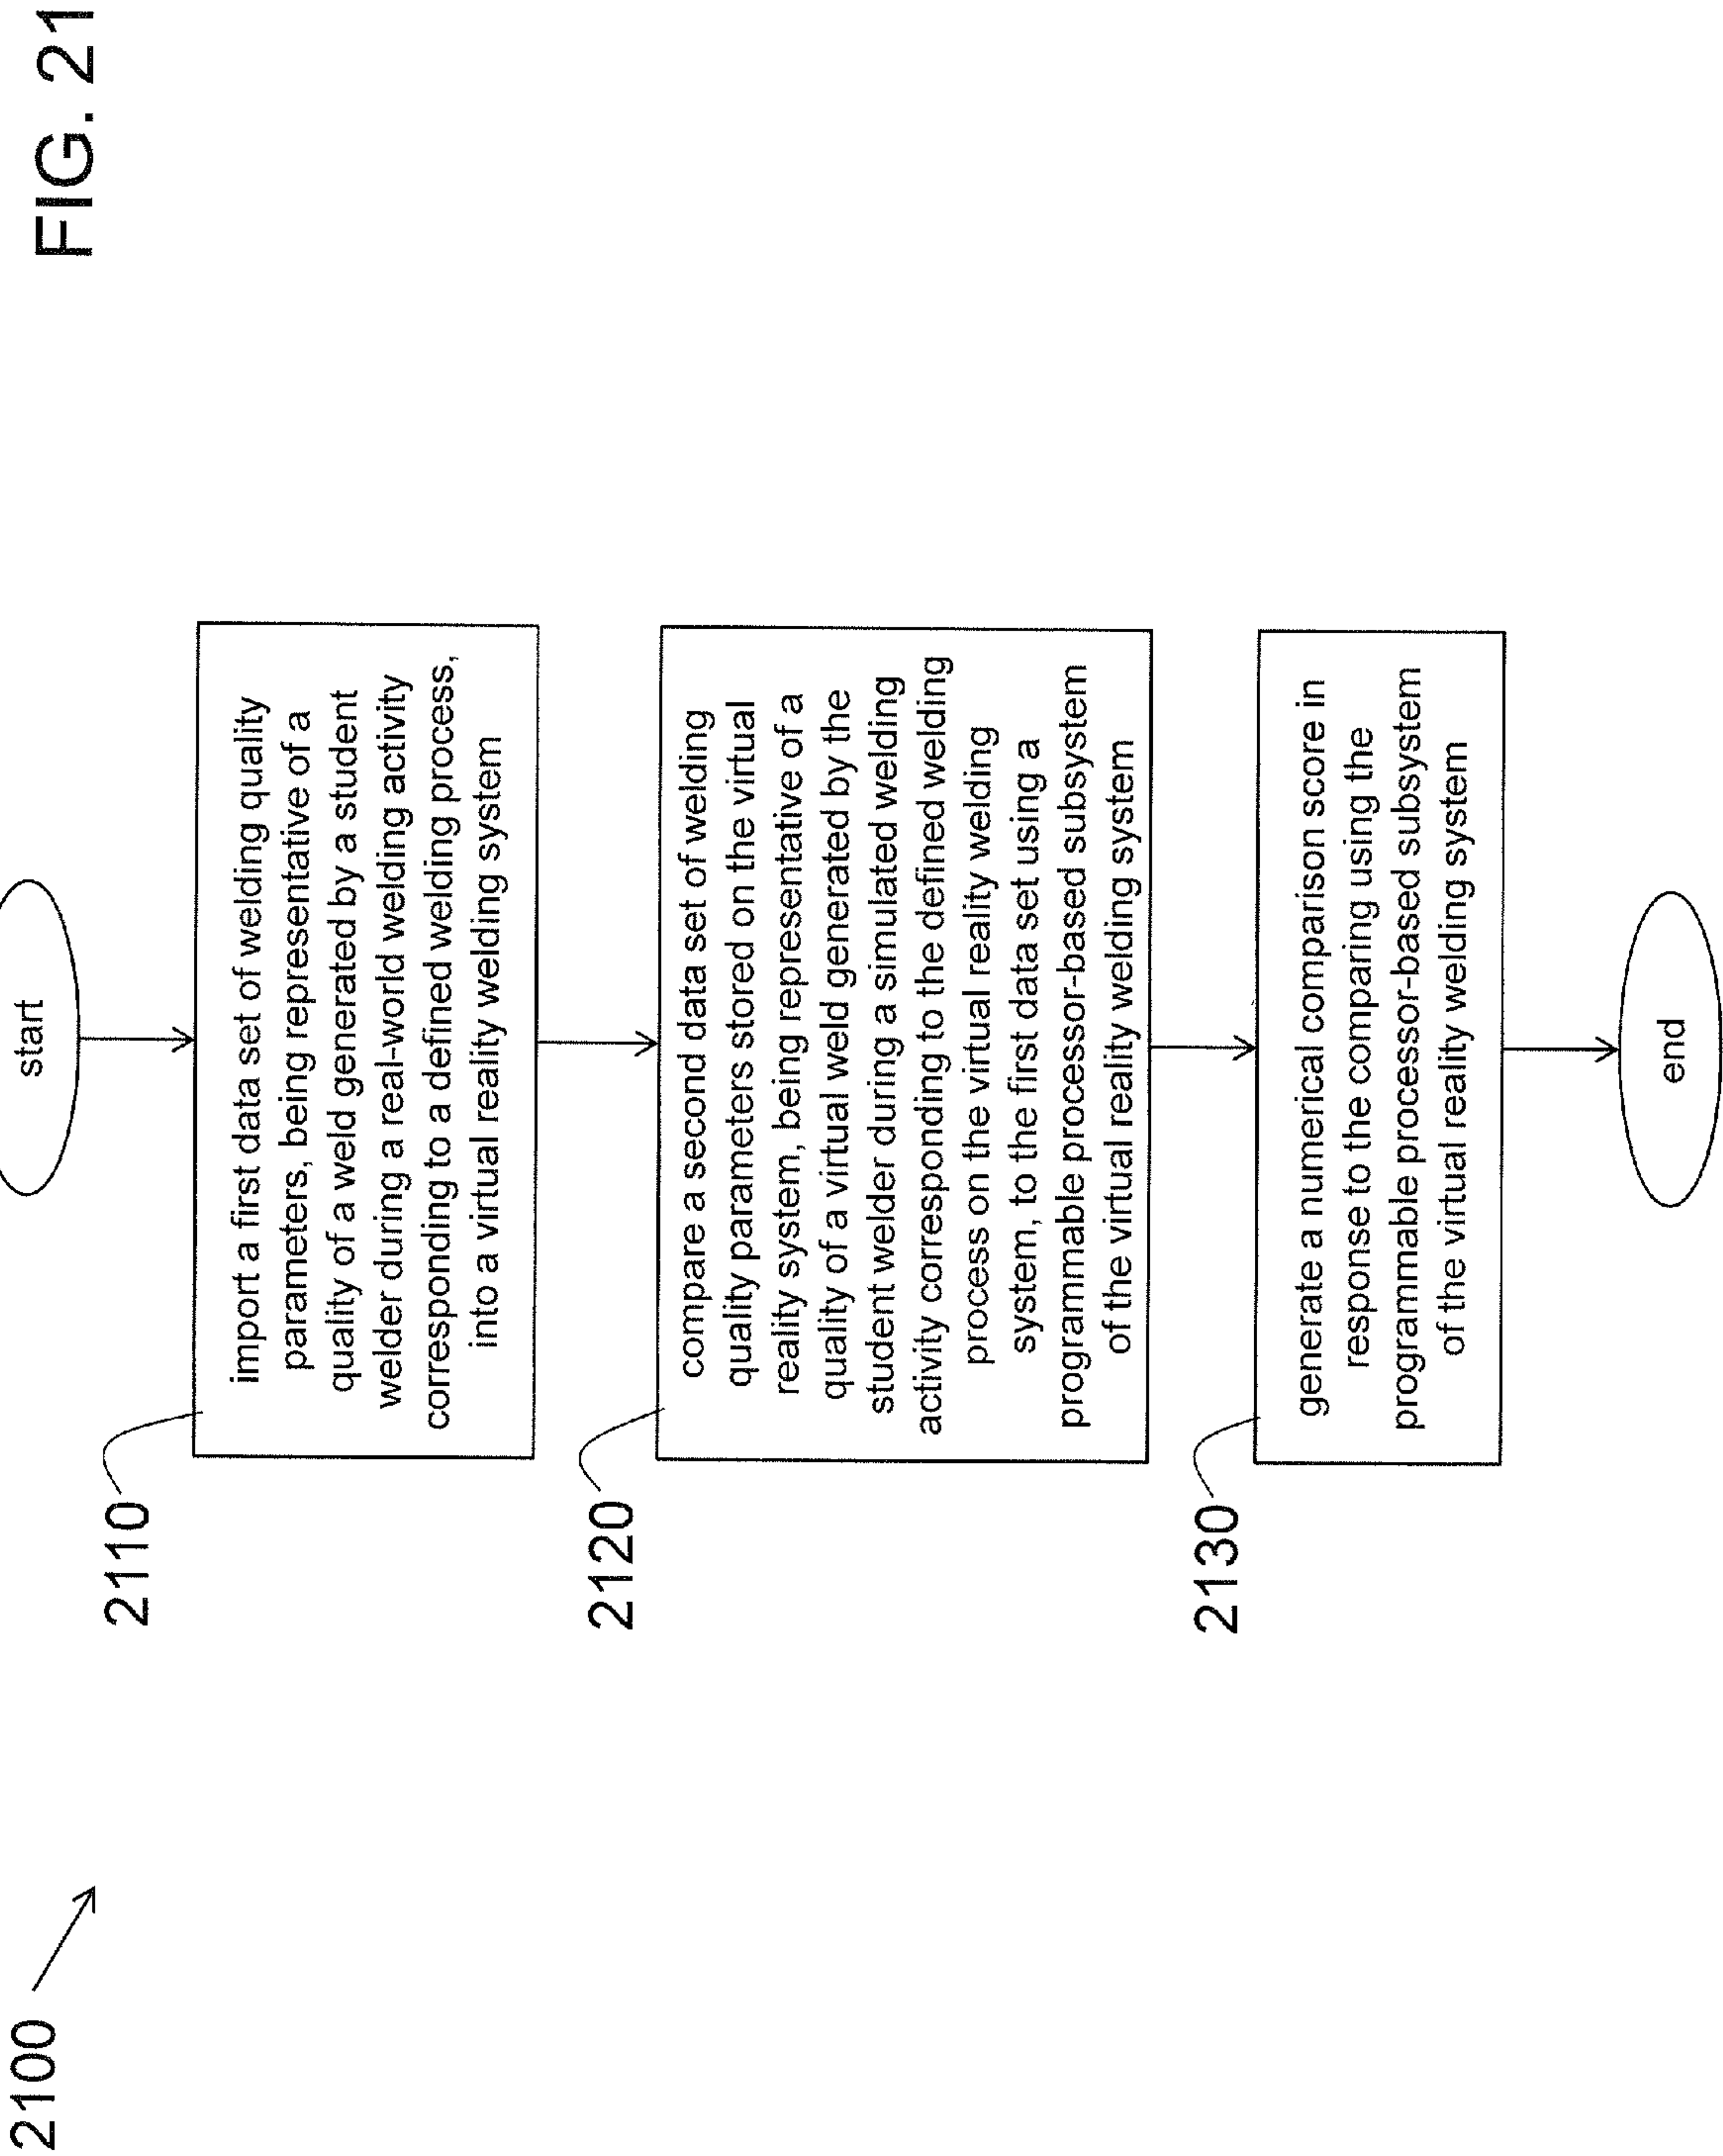 FIG. 21
2100
start
2110
import a first data set of welding quality
parameters, being representative of a
quality of a weld generated by a student
welder during a real-world welding activity
corresponding to a defined welding process,
into a virtual reality welding system
2120
compare a second data set of welding
quality parameters stored on the virtual
reality system, being representative of a
quality of a virtual weld generated by the
student welder during a simulated welding
activity corresponding to the defined welding
process on the virtual reality welding
system, to the first data set using a
programmable processor-based subsystem
of the virtual reality welding system
2130
generate a numerical comparison score in
response to the comparing using the
programmable processor-based subsystem
of the virtual reality welding system
end